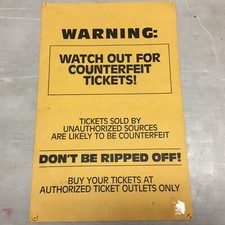 WARNING:
WATCH OUT FOR
COUNTERFEIT
TICKETS!
TICKETS SOLD BY
UNAUTHORIZED SOURCES
ARE LIKELY TO BE COUNTERFEIT
DON'T BE RIPPED OFF!
BUY YOUR TICKETS AT
AUTHORIZED TICKET OUTLETS ONLY